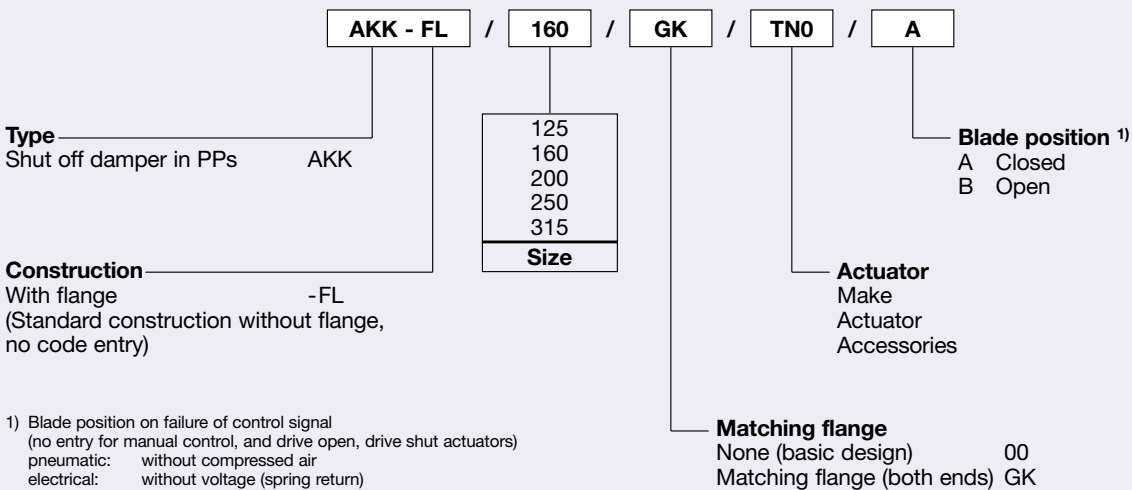 AKK - FL / 160 / GK / TN0 / A
Type
Shut off damper in PPs AKK
125
160
200
250
315
Size
Blade position 1)
A Closed
B Open
Construction
With flange -FL
(Standard construction without flange,
no code entry)
Actuator
Make
Actuator
Accessories
1) Blade position on failure of control signal
(no entry for manual control, and drive open, drive shut actuators)
pneumatic: without compressed air
electrical: without voltage (spring return)
Matching flange
None (basic design) 00
Matching flange (both ends) GK